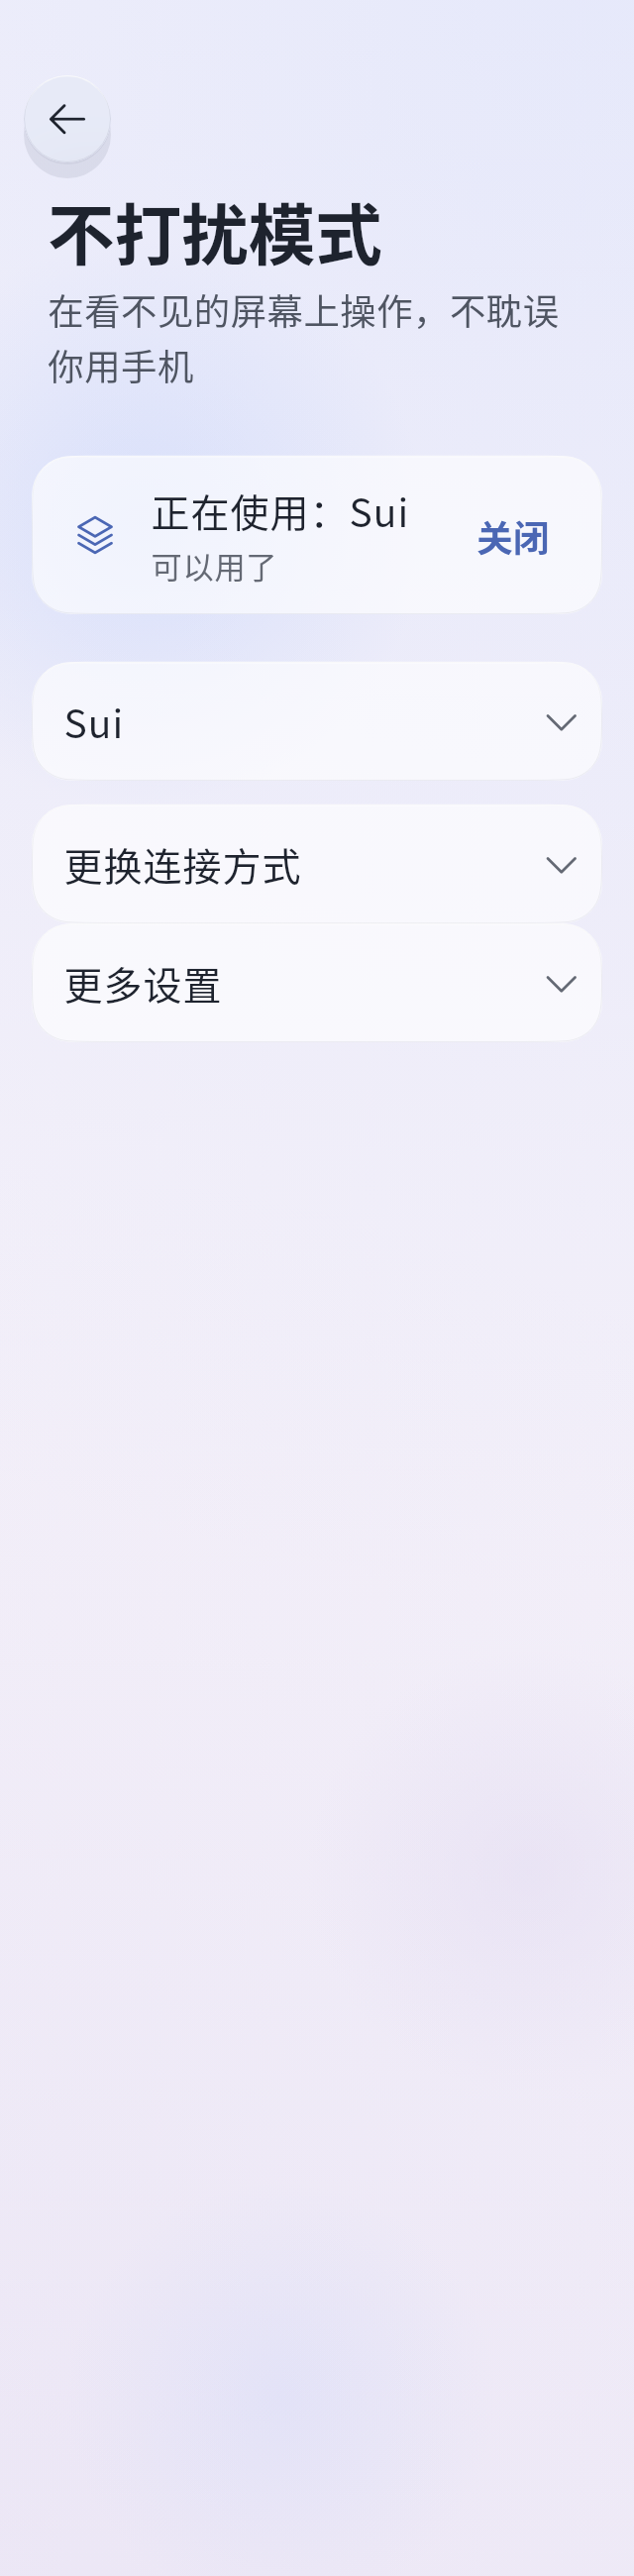 不打扰模式
在看不见的屏幕上操作，不耽误
你用手机
正在使用：Sui
可以用了
关闭
Sui
更换连接方式
更多设置